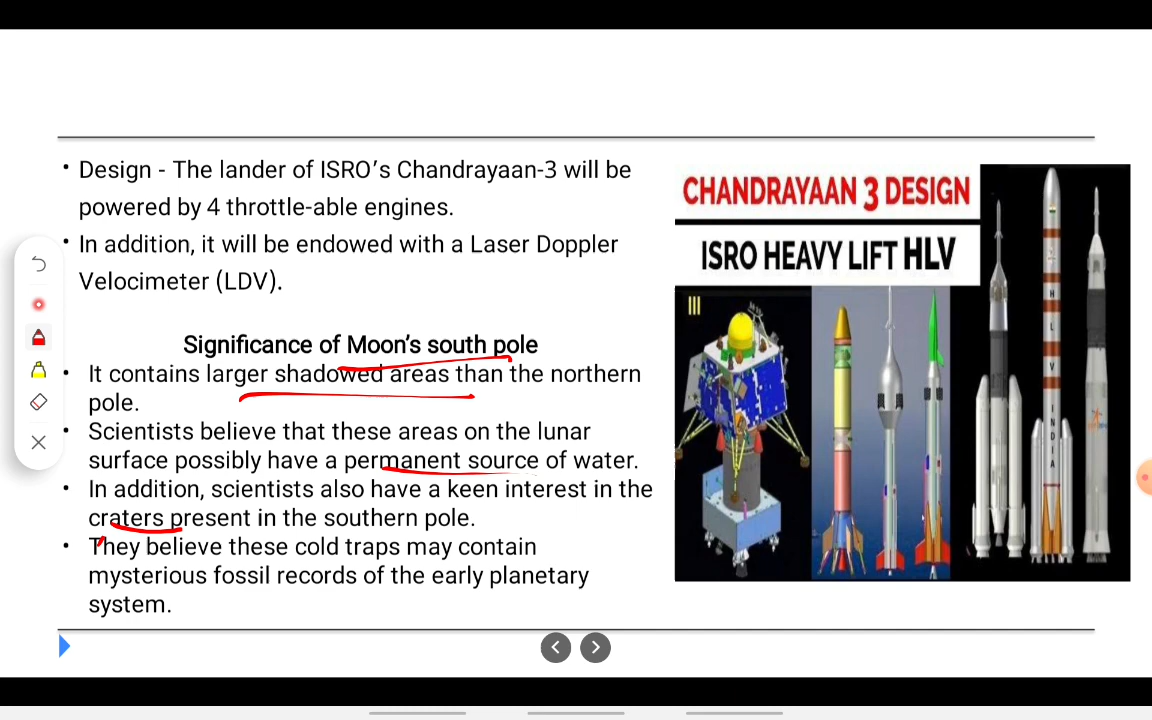 • Design - The lander of ISRO’s Chandrayaan-3 will be
powered by 4 throttle-able engines.
• In addition, it will be endowed with a Laser Doppler
Velocimeter (LDV).
Significance of Moon’s south pole
• It contains larger shadowed areas than the northern
pole.
• Scientists believe that these areas on the lunar
surface possibly have a permanent source of water.
• In addition, scientists also have a keen interest in the
craters present in the southern pole.
• They believe these cold traps may contain
mysterious fossil records of the early planetary
system.
CHANDRAYAAN 3 DESIGN
ISRO HEAVY LIFT HLV
III
H
L
V
I
N
D
I
A